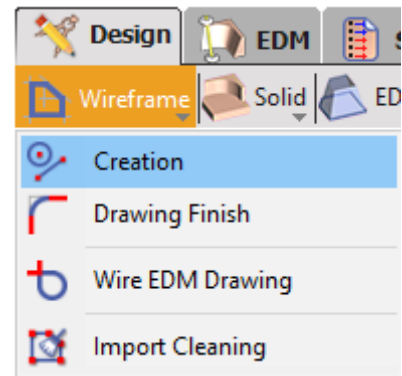 Design EDM
Wireframe Solid
Creation
Drawing Finish
Wire EDM Drawing
Import Cleaning